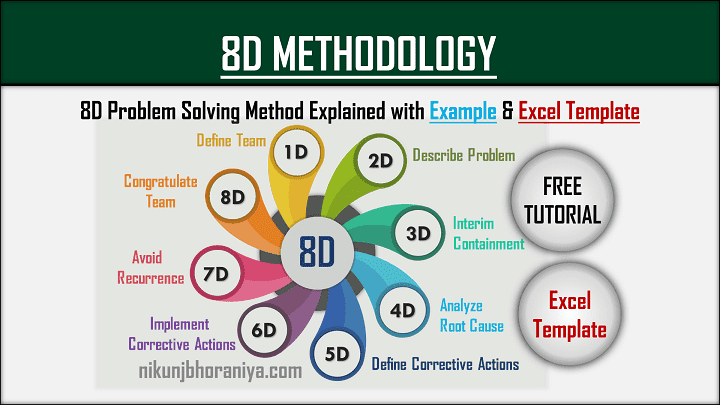 8D METHODOLOGY
8D Problem Solving Method Explained with Example & Excel Template
Define Team
1D
2D
Describe Problem
Congratulate
Team
8D
FREE
TUTORIAL
3D
Interim
Containment
8D
Avoid
Recurrence
7D
4D
Analyze
Root Cause
Excel
Template
Implement
Corrective Actions
6D
5D
Define Corrective Actions
nikunjbhoraniya.com